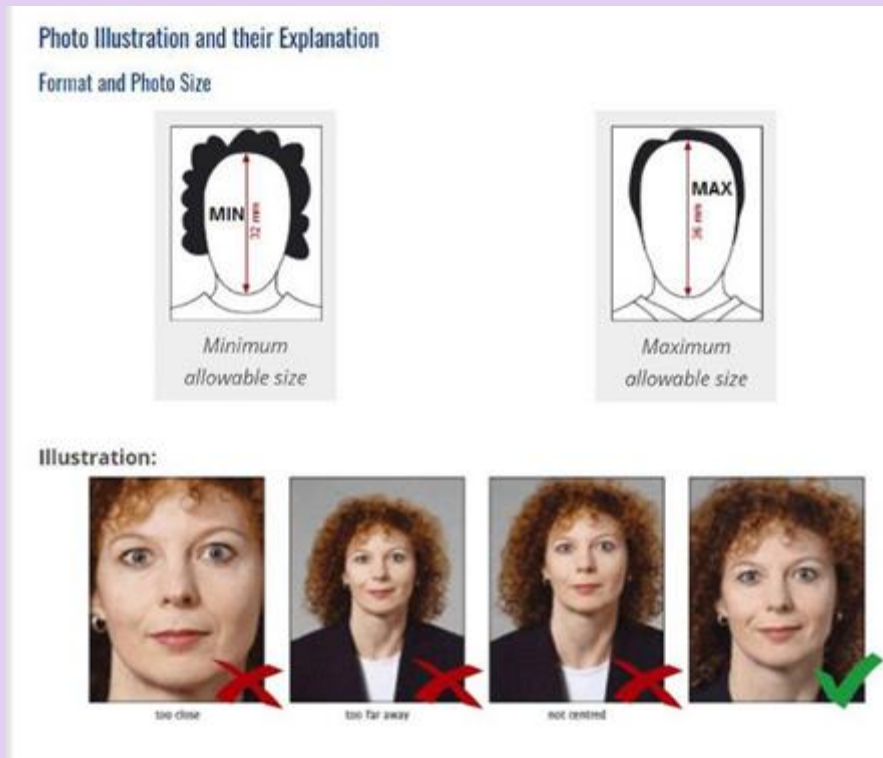 Photo Illustration and their Explanation
Format and Photo Size
MIN
32 mm
MAX
36 mm
Minimum
allowable size
Maximum
allowable size
Illustration:
too close
too far away
not centred